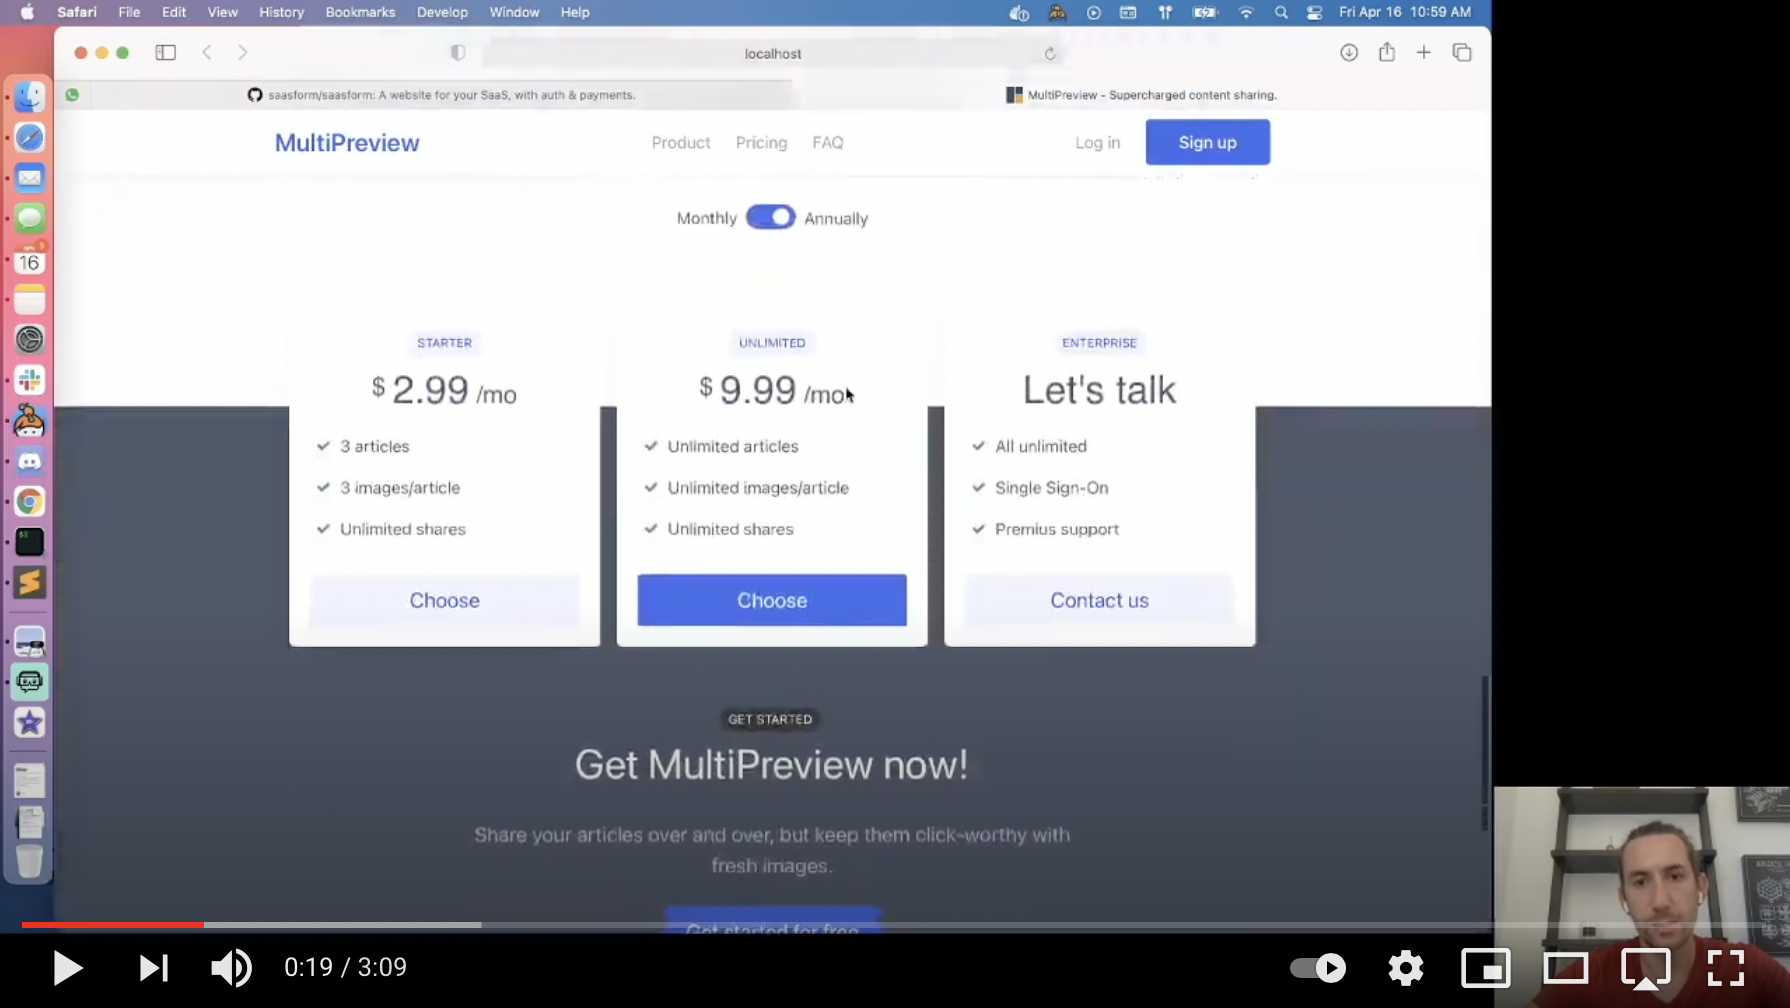 Safari File Edit View History Bookmarks Develop Window Help Fri Apr 16 10:59 AM
localhost
saasform/saasform: A website for your SaaS, with auth & payments.
MultiPreview - Supercharged content sharing.
MultiPreview Product Pricing FAQ Log in Sign up
Monthly Annually
16
STARTER
$ 2.99 /mo
3 articles
3 images/article
Unlimited shares
Choose
UNLIMITED
$ 9.99 /mo
Unlimited articles
Unlimited images/article
Unlimited shares
Choose
ENTERPRISE
Let's talk
All unlimited
Single Sign-On
Premius support
Contact us
GET STARTED
Get MultiPreview now!
Share your articles over and over, but keep them click-worthy with
fresh images.
Get started for free
0:19 / 3:09